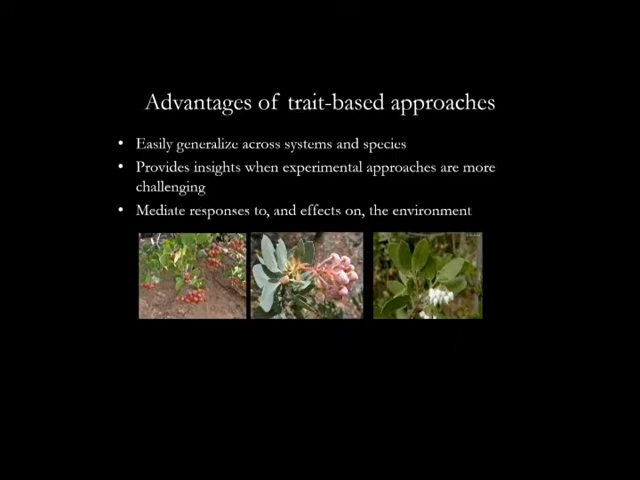 Advantages of trait-based approaches
• Easily generalize across systems and species
• Provides insights when experimental approaches are more
challenging
• Mediate responses to, and effects on, the environment